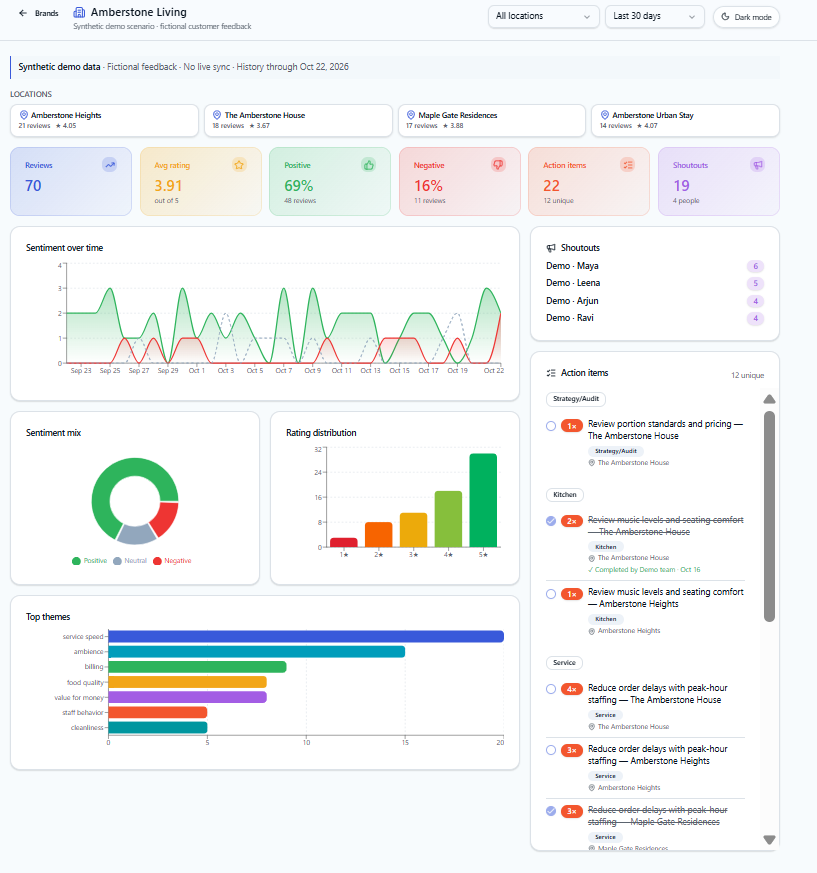 ← Brands
Amberstone Living
Synthetic demo scenario · fictional customer feedback
All locations
Last 30 days
Dark mode
Synthetic demo data · Fictional feedback · No live sync · History through Oct 22, 2026
LOCATIONS
Amberstone Heights
21 reviews ★ 4.05
The Amberstone House
18 reviews ★ 3.67
Maple Gate Residences
17 reviews ★ 3.88
Amberstone Urban Stay
14 reviews ★ 4.07
Reviews
70
Avg rating
3.91
out of 5
Positive
69%
48 reviews
Negative
16%
11 reviews
Action items
22
12 unique
Shoutouts
19
4 people
Sentiment over time
4
3
2
1
0
Sep 23 Sep 25 Sep 27 Sep 29 Oct 1 Oct 3 Oct 5 Oct 7 Oct 9 Oct 11 Oct 13 Oct 15 Oct 17 Oct 19 Oct 22
Shoutouts
Demo · Maya 6
Demo · Leena 5
Demo · Arjun 4
Demo · Ravi 4
Sentiment mix
Positive Neutral Negative
Rating distribution
32
24
16
8
0
1★ 2★ 3★ 4★ 5★
Top themes
service speed
ambience
billing
food quality
value for money
staff behavior
cleanliness
0 5 10 15 20
Action items
12 unique
Strategy/Audit
1×
Review portion standards and pricing —
The Amberstone House
Strategy/Audit
The Amberstone House
Kitchen
2×
Review music levels and seating comfort
— The Amberstone House
Kitchen
The Amberstone House
✓ Completed by Demo team · Oct 16
1×
Review music levels and seating comfort
— Amberstone Heights
Kitchen
Amberstone Heights
Service
4×
Reduce order delays with peak-hour
staffing — The Amberstone House
Service
The Amberstone House
3×
Reduce order delays with peak-hour
staffing — Amberstone Heights
Service
Amberstone Heights
3×
Reduce order delays with peak-hour
staffing — Maple Gate Residences
Service
Maple Gate Residences